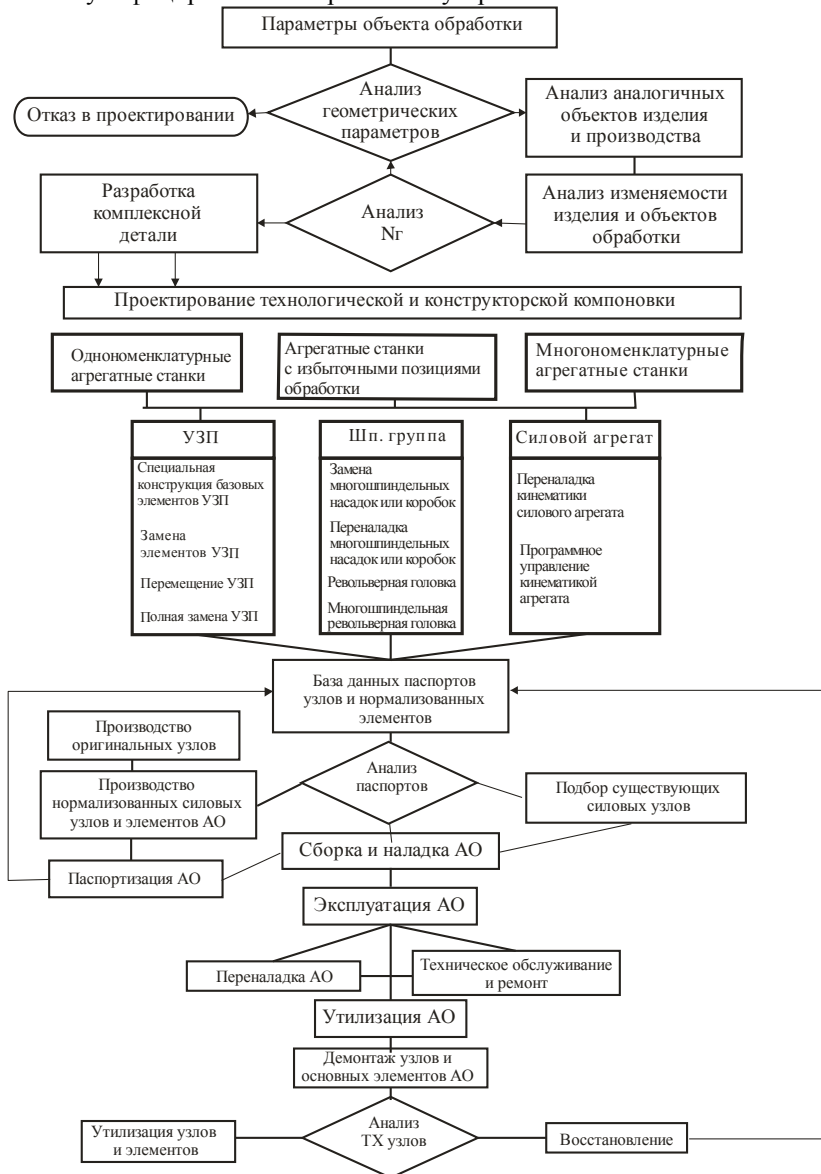 Параметры объекта обработки
Анализ
геометрических
параметров
Отказ в проектировании
Анализ аналогичных
объектов изделия
и производства
Разработка
комплексной
детали
Анализ
Nг
Анализ изменяемости
изделия и объектов
обработки
Проектирование технологической и конструкторской компоновки
Однономенклатурные
агрегатные станки
Агрегатные станки
с избыточными позициями
обработки
Многономенклатурные
агрегатные станки
УЗП
Специальная
конструкция базовых
элементов УЗП
Замена
элементов УЗП
Перемещение УЗП
Полная замена УЗП
Шп. группа
Замена
многошпиндельных
насадок или коробок
Переналадка
многошпиндельных
насадок или коробок
Револьверная головка
Многошпиндельная
револьверная головка
Силовой агрегат
Переналадка
кинематики
силового агрегата
Программное
управление
кинематикой
агрегата
База данных паспортов
узлов и нормализованных
элементов
Производство
оригинальных узлов
Анализ
паспортов
Производство
нормализованных силовых
узлов и элементов АО
Подбор существующих
силовых узлов
Сборка и наладка АО
Паспортизация АО
Эксплуатация АО
Переналадка АО
Техническое обслуживание
и ремонт
Утилизация АО
Демонтаж узлов и
основных элементов АО
Утилизация узлов
и элементов
Анализ
ТХ узлов
Восстановление